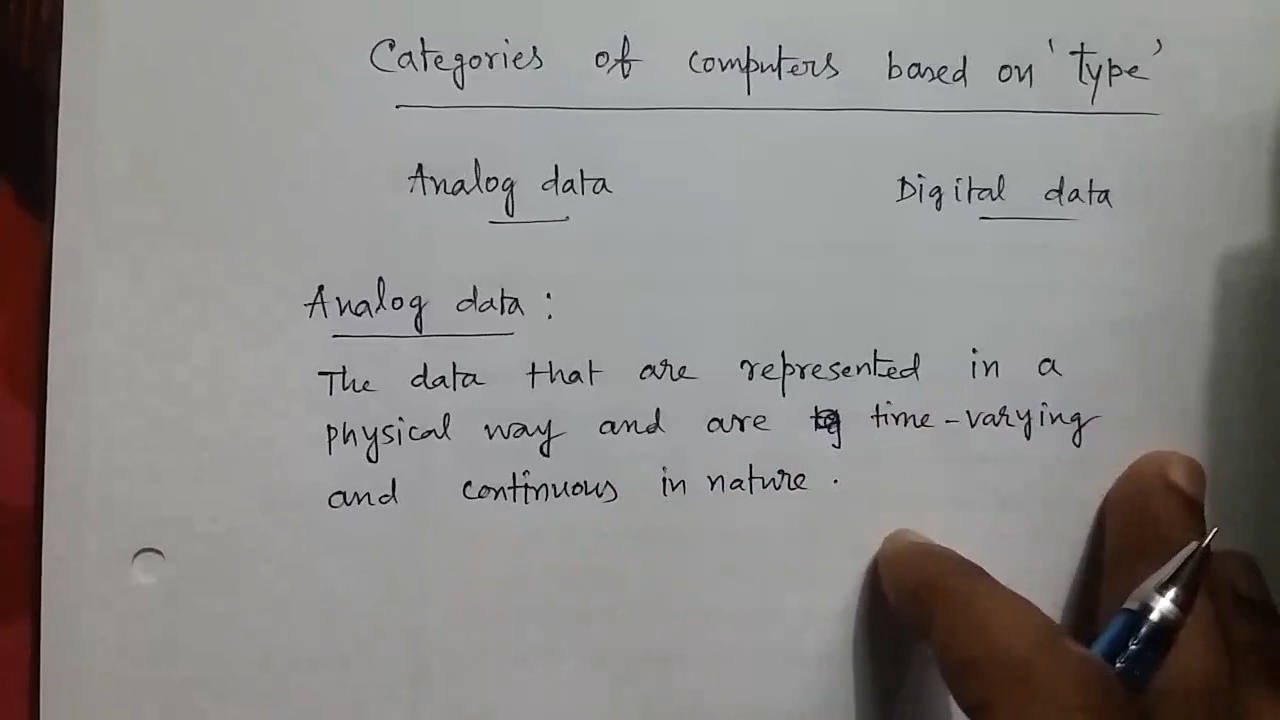 Categories of computers based on 'type'
Analog data Digital data
Analog data :
The data that are represented in a
physical way and are time-varying
and continuous in nature.